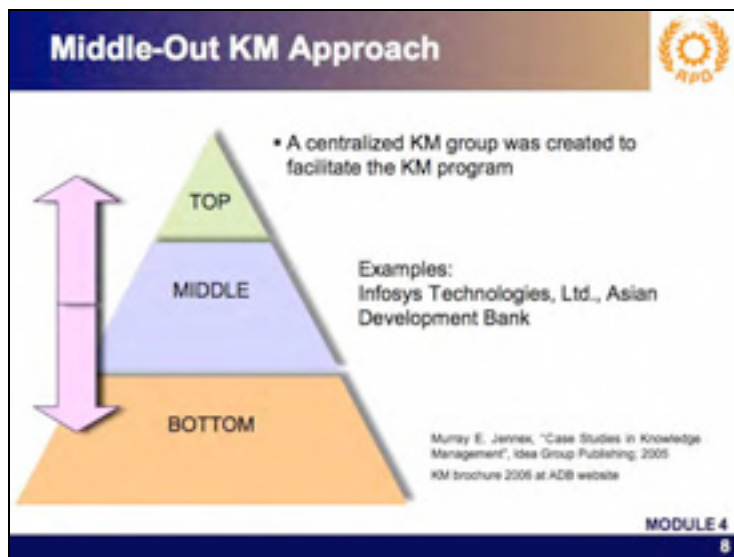 Middle-Out KM Approach
APO
▪ A centralized KM group was created to
facilitate the KM program
TOP
MIDDLE
BOTTOM
Examples:
Infosys Technologies, Ltd., Asian
Development Bank
Murray E. Jennex, "Case Studies in Knowledge
Management", Idea Group Publishing; 2005
KM brochure 2006 at ADB website
MODULE 4
8